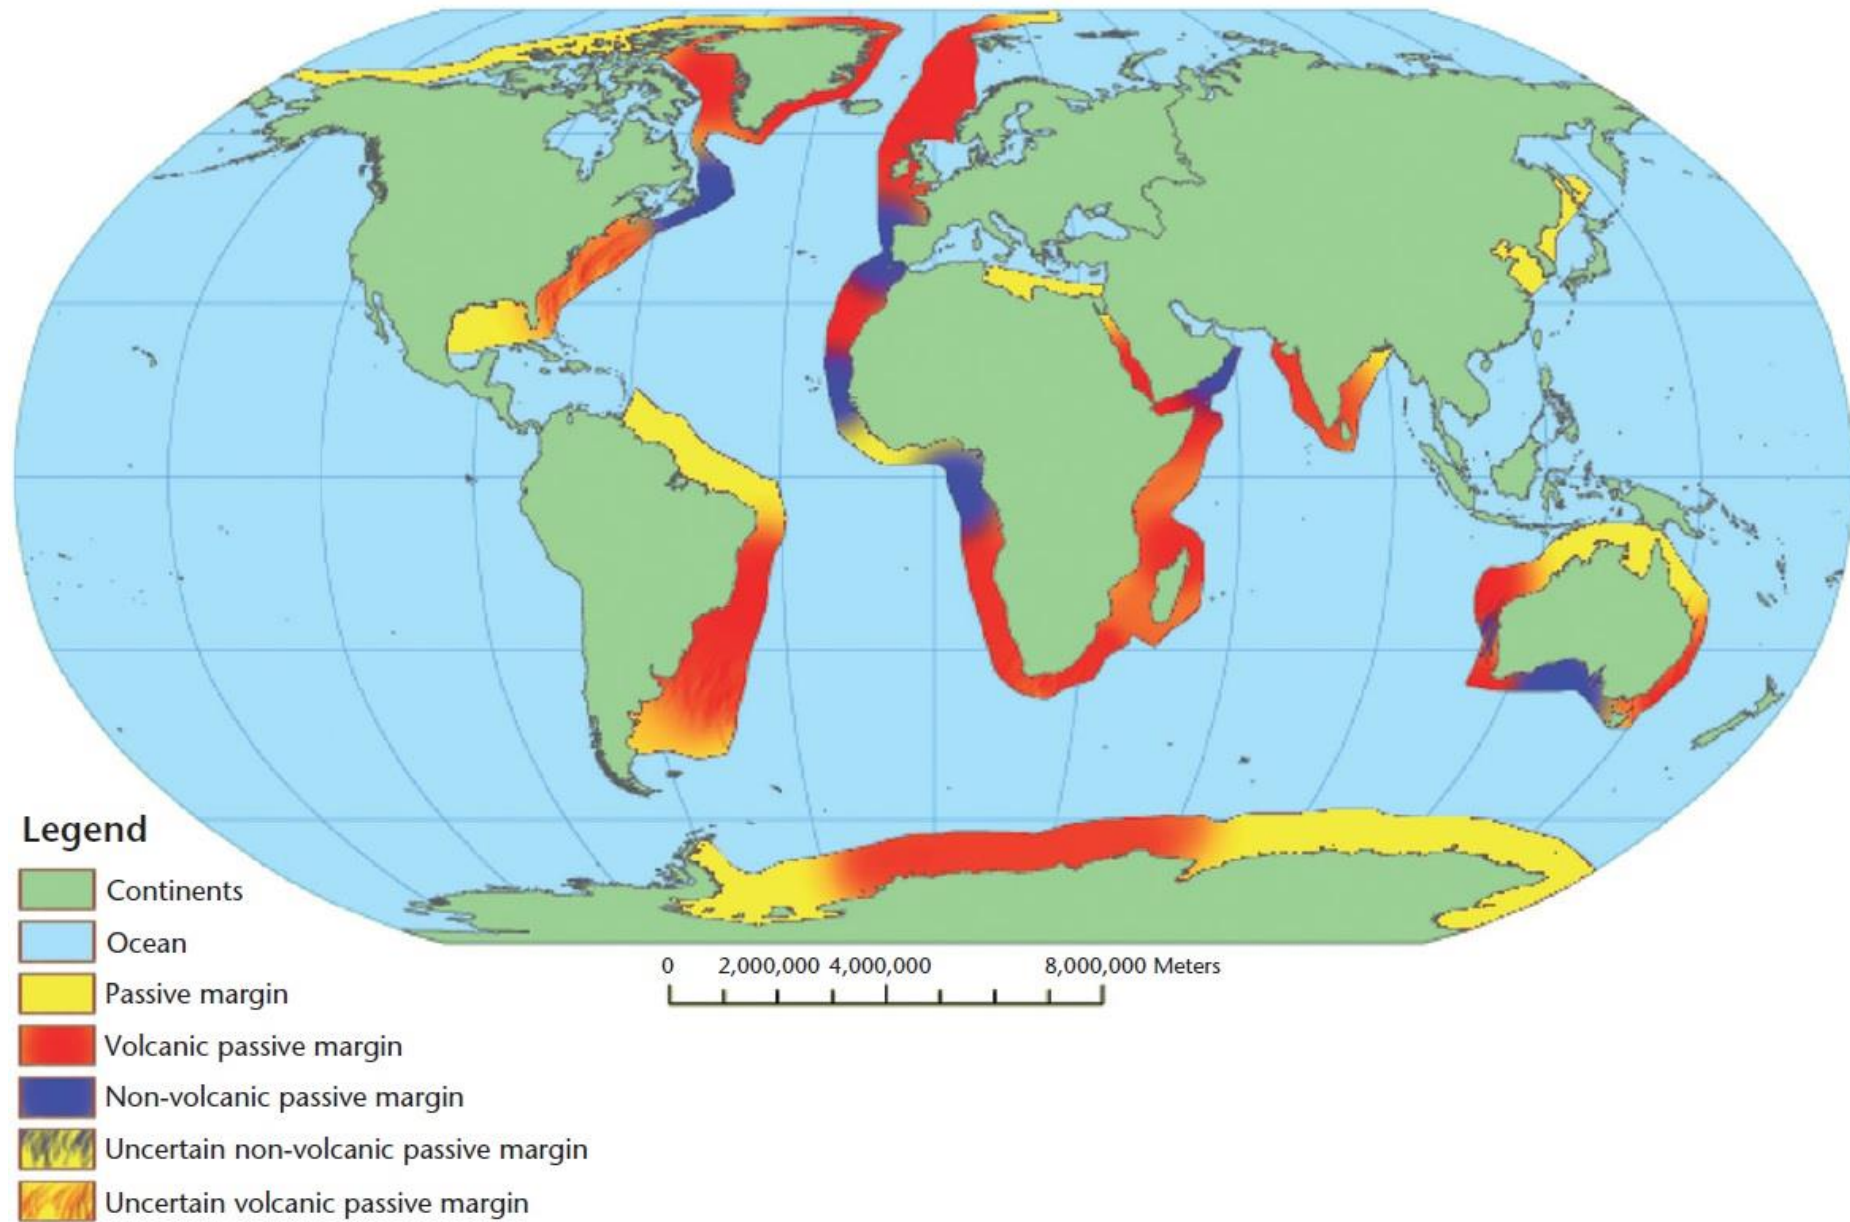 Legend
Continents
Ocean
0 2,000,000 4,000,000 8,000,000 Meters
Passive margin
Volcanic passive margin
Non-volcanic passive margin
Uncertain non-volcanic passive margin
Uncertain volcanic passive margin